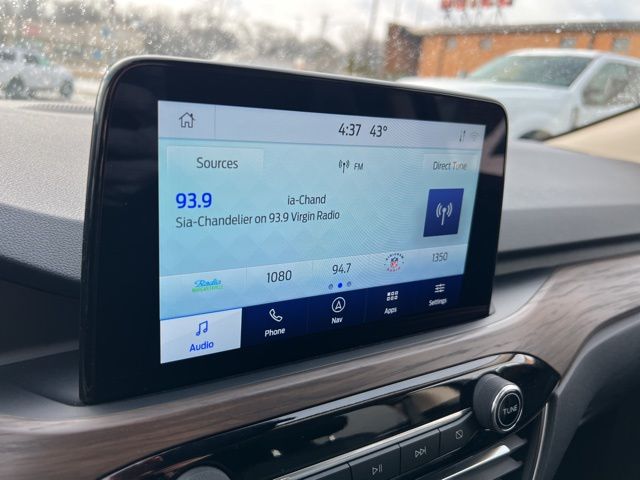 4:37 43°
Sources
FM
Direct Tune
93.9
ia-Chand
Sia-Chandelier on 93.9 Virgin Radio
1080
94.7
1350
Audio
Phone
Nav
Apps
Settings
TUNE